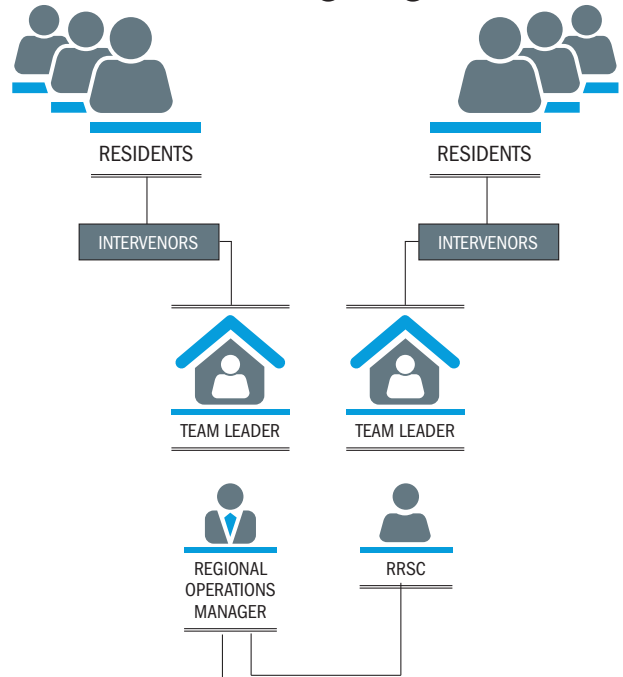 RESIDENTS
RESIDENTS
INTERVENORS
INTERVENORS
TEAM LEADER
TEAM LEADER
REGIONAL
OPERATIONS
MANAGER
RRSC